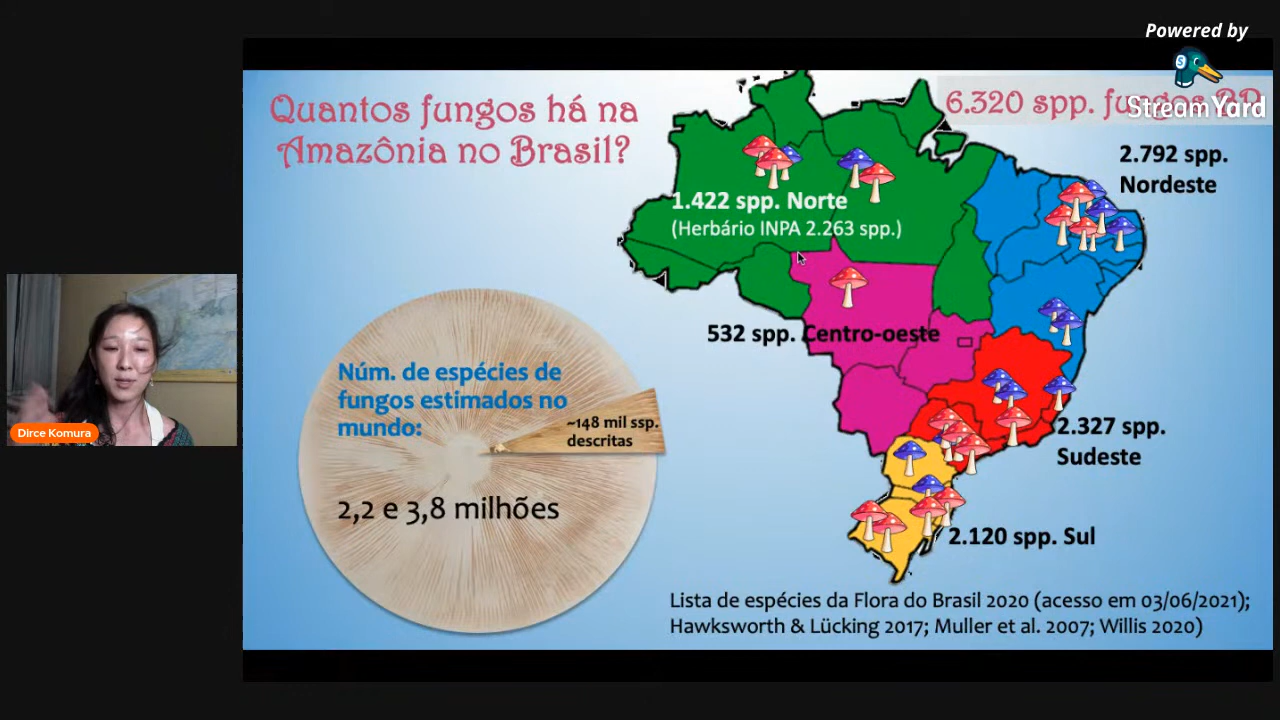 Powered by
StreamYard
Quantos fungos há na
Amazônia no Brasil?
6.320 spp. fungos
2.792 spp.
Nordeste
1.422 spp. Norte
(Herbário INPA 2.263 spp.)
532 spp. Centro-oeste
Núm. de espécies de
fungos estimados no
mundo:
~148 mil ssp.
descritas
2,2 e 3,8 milhões
2.327 spp.
Sudeste
2.120 spp. Sul
Dirce Komura
Lista de espécies da Flora do Brasil 2020 (acesso em 03/06/2021);
Hawksworth & Lücking 2017; Muller et al. 2007; Willis 2020)